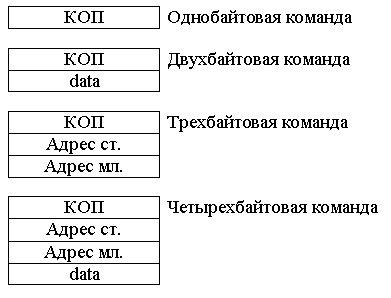 КОП Однобайтовая команда
КОП Двухбайтовая команда
data
КОП Трехбайтовая команда
Адрес ст.
Адрес мл.
КОП Четырехбайтовая команда
Адрес ст.
Адрес мл.
data